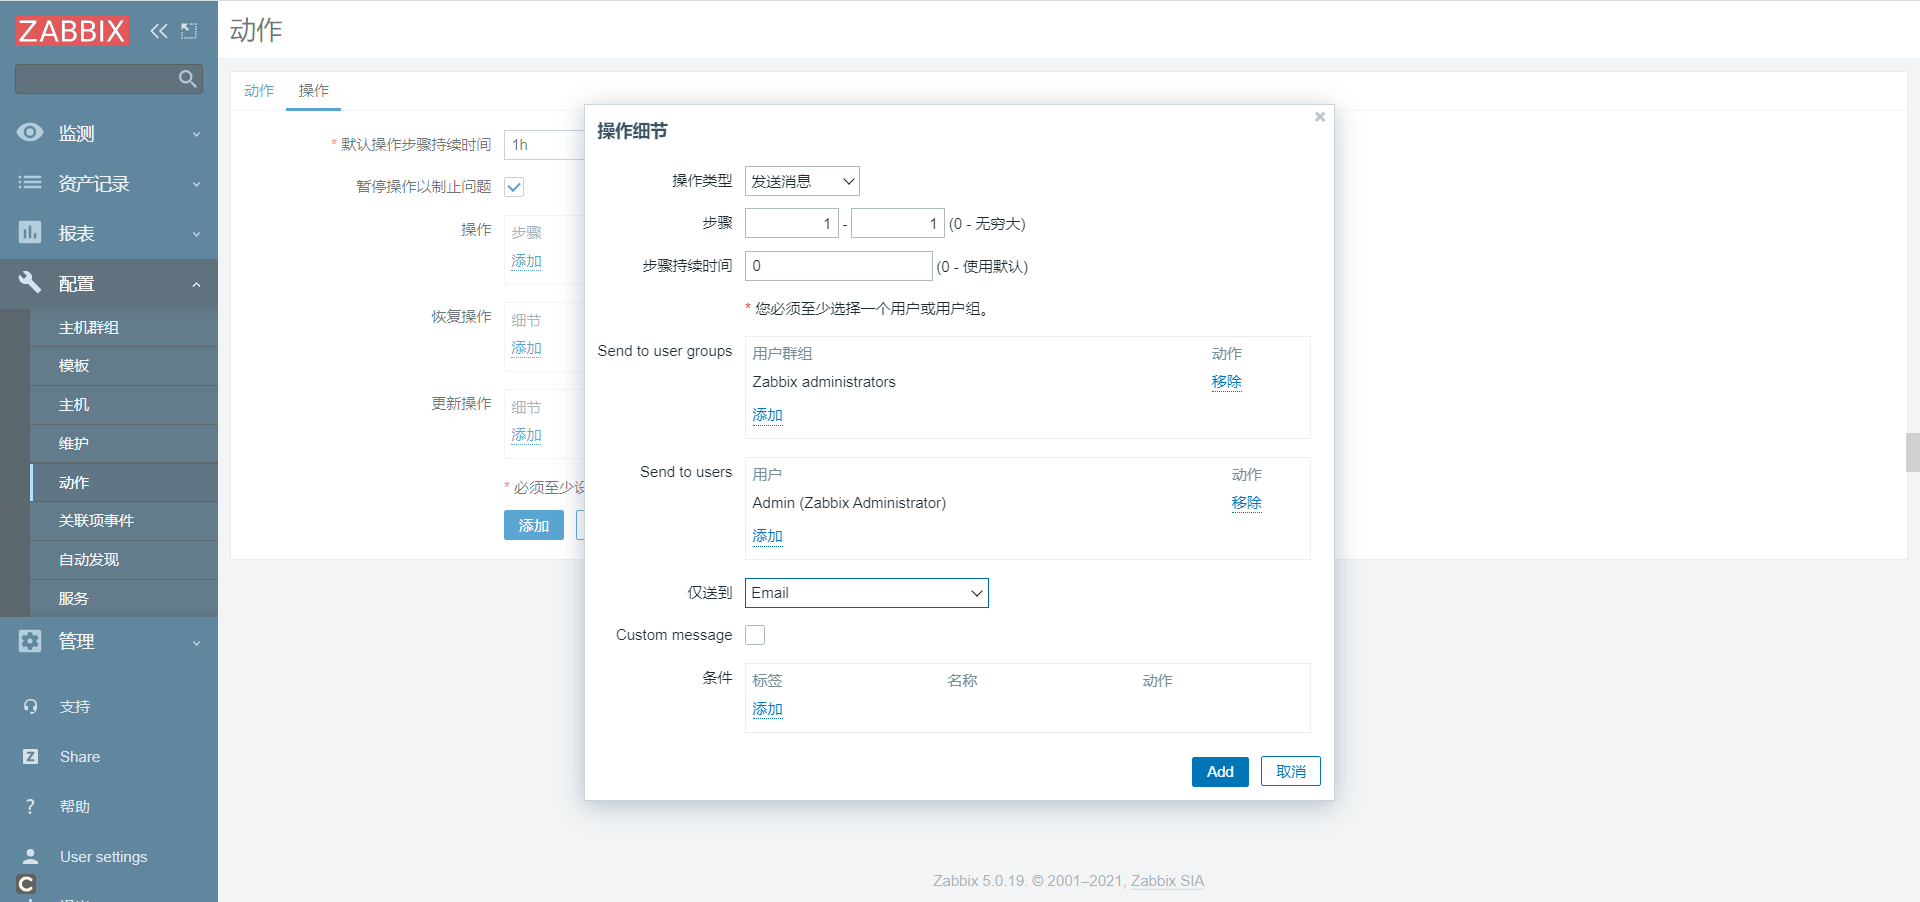 ZABBIX
监测
资产记录
报表
配置
主机群组
模板
主机
维护
动作
关联项事件
自动发现
服务
管理
支持
Share
帮助
User settings
动作
动作 操作
* 默认操作步骤持续时间 1h
暂停操作以制止问题
操作 步骤
添加
恢复操作 细节
添加
更新操作 细节
添加
* 必须至少设
添加
操作细节
操作类型 发送消息
步骤 1 - 1 (0 - 无穷大)
步骤持续时间 0 (0 - 使用默认)
* 您必须至少选择一个用户或用户组。
Send to user groups 用户群组 动作
Zabbix administrators 移除
添加
Send to users 用户 动作
Admin (Zabbix Administrator) 移除
添加
仅送到 Email
Custom message
条件 标签 名称 动作
添加
Add 取消
Zabbix 5.0.19. © 2001–2021, Zabbix SIA